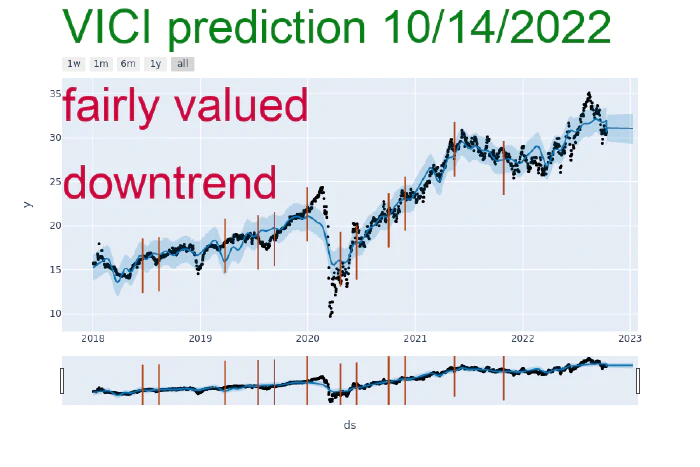 VICI prediction 10/14/2022
1w 1m 6m 1y all
fairly valued
downtrend
35
30
25
20
15
10
y
2018 2019 2020 2021 2022 2023
ds